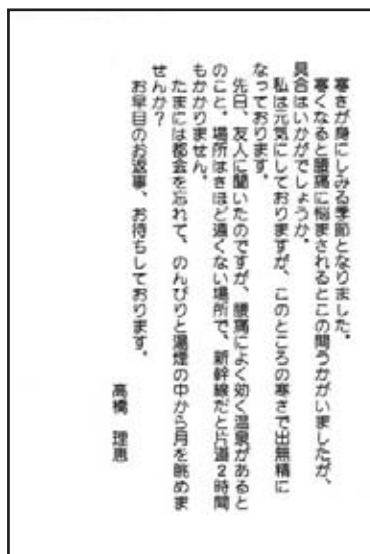 寒さが身にしみる季節となりました。
寒くなると腰痛に悩まされるとこの間うかがいましたが、
具合はいかがでしょうか。
私は元気にしておりますが、このところの寒さで出無精に
なっております。
先日、友人に聞いたのですが、腰痛によく効く温泉があると
のこと。場所はさほど遠くない場所で、新幹線だと片道2時間
もかかりません。
たまには都会を忘れて、のんびりと湯煙の中から月を眺めま
せんか?
お早目のお返事、お待ちしております。
高橋 理恵